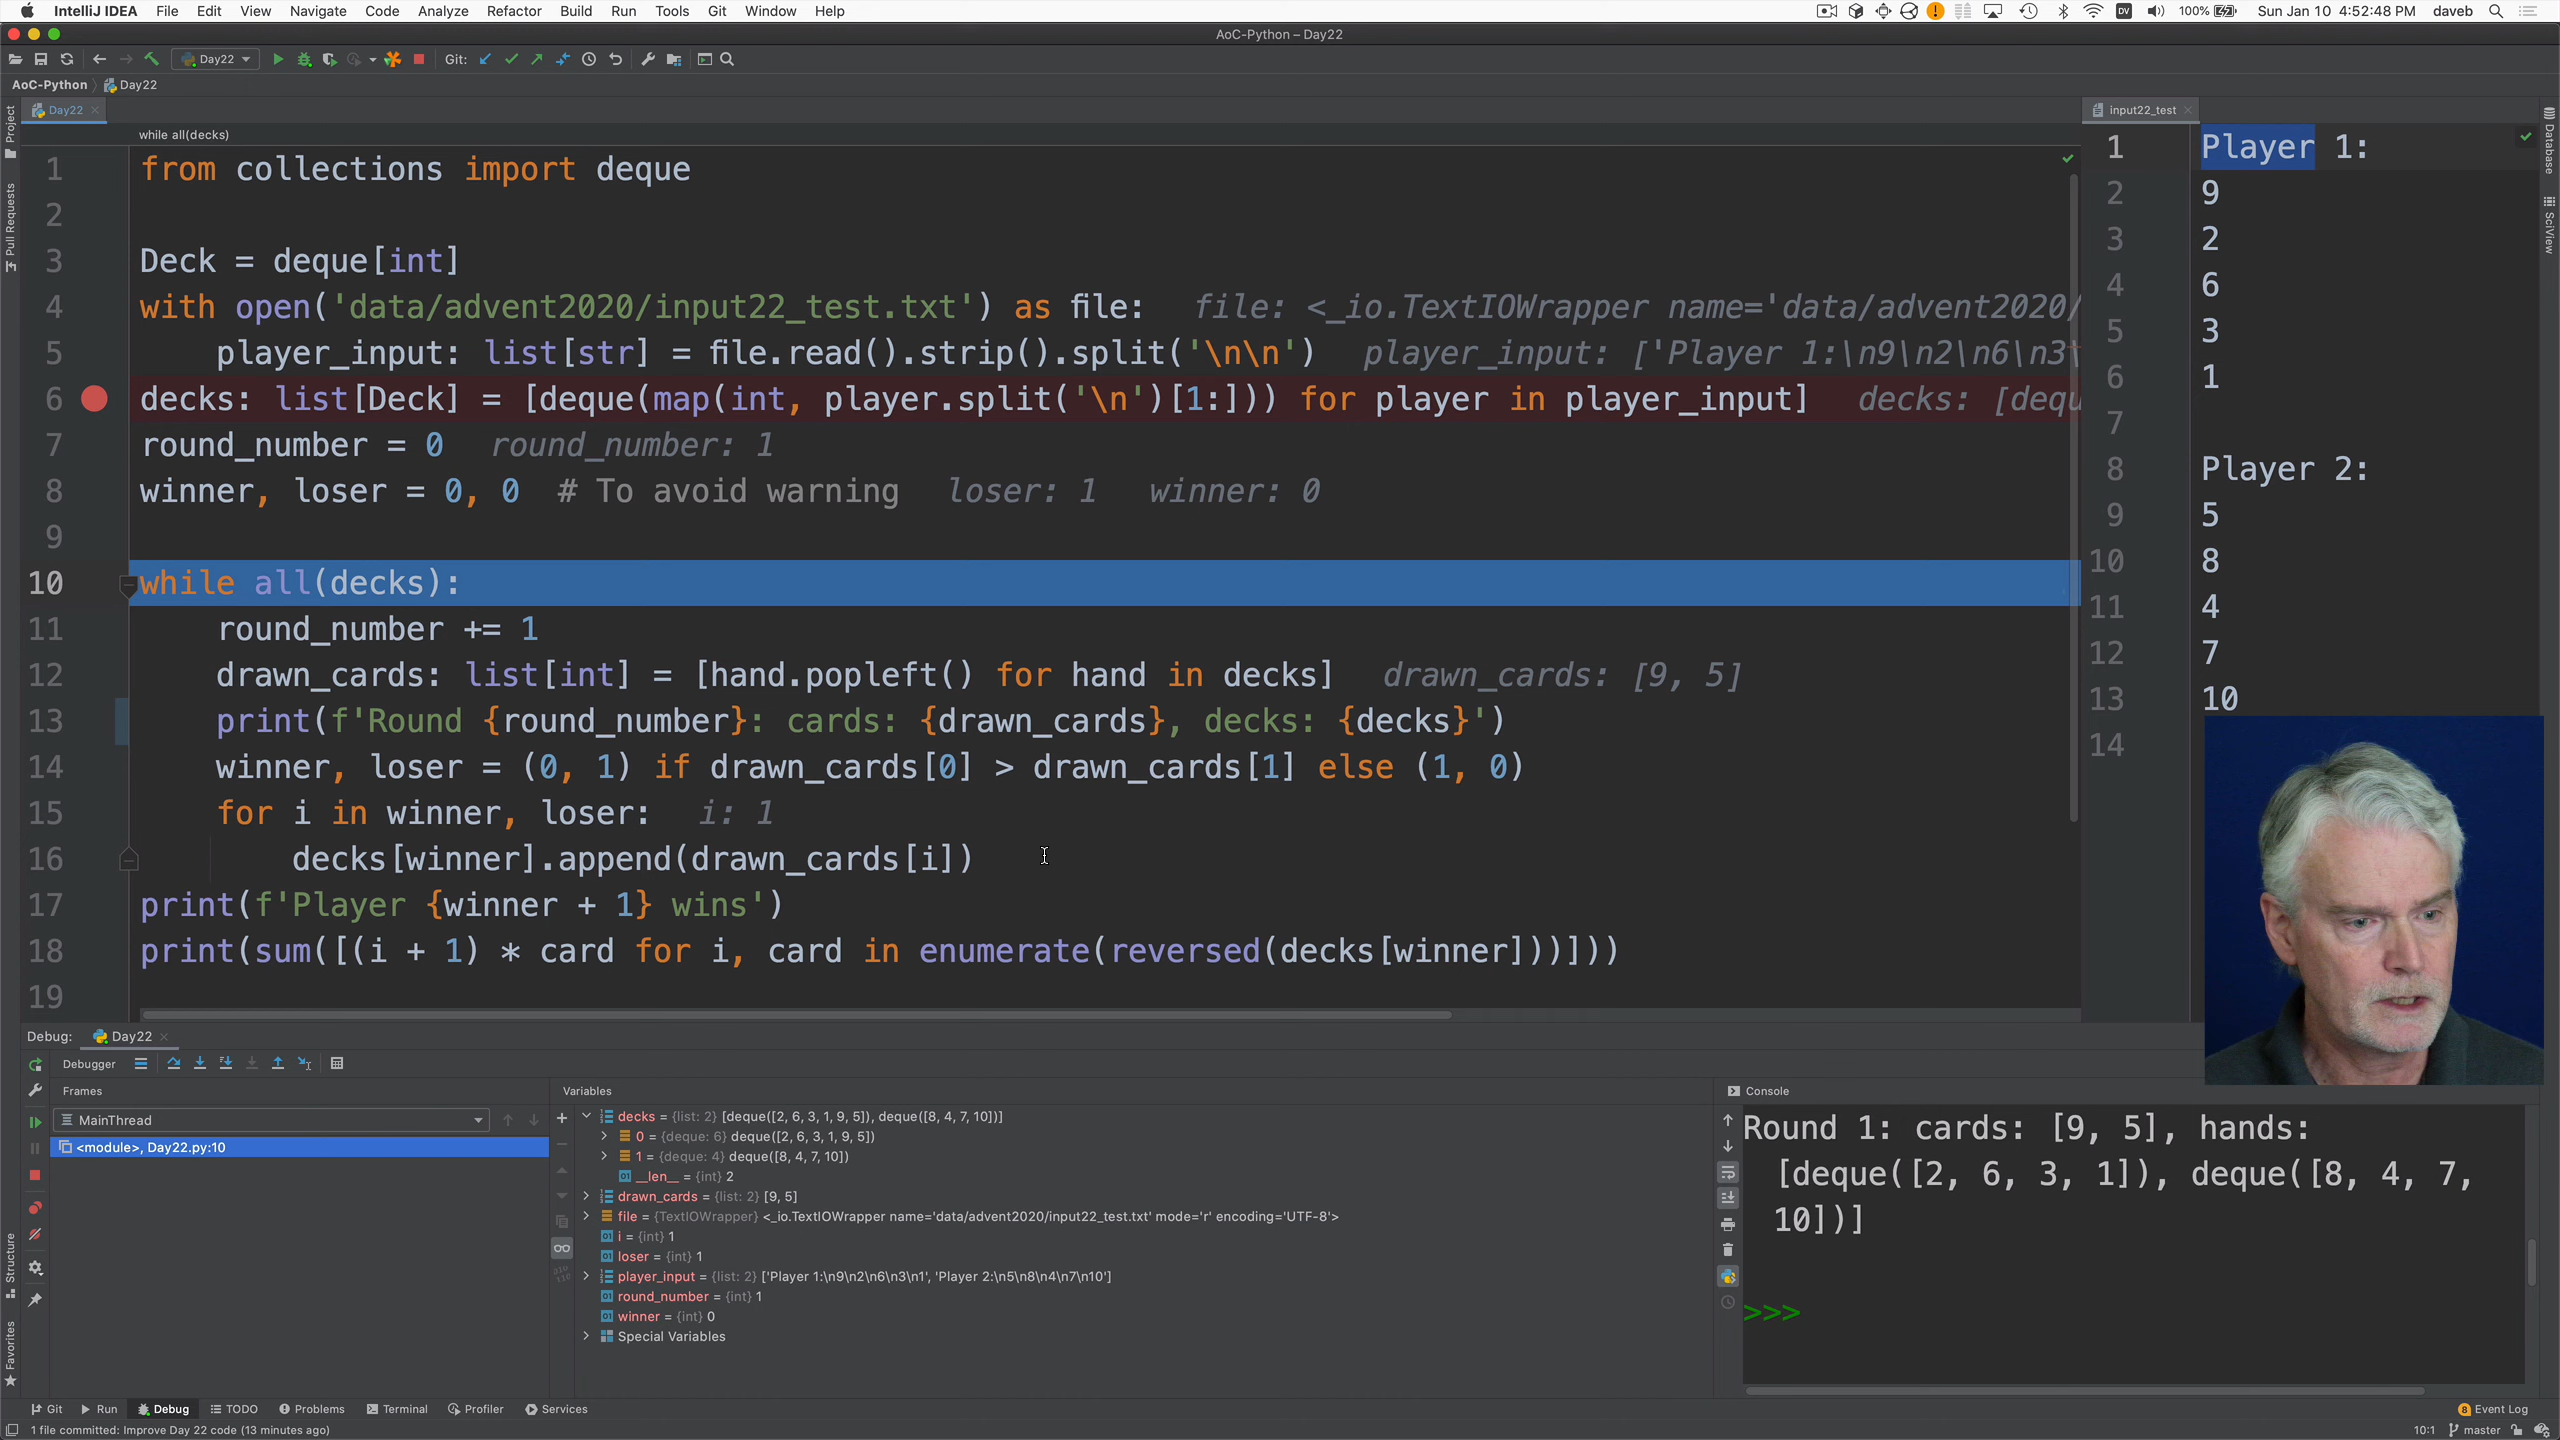 IntelliJ IDEA File Edit View Navigate Code Analyze Refactor Build Run Tools Git Window Help 100% Sun Jan 10 4:52:48 PM daveb
AoC-Python – Day22
Day22 Git:
AoC-Python Day22
Day22
input22_test
while all(decks)
1 from collections import deque
2
3 Deck = deque[int]
4 with open('data/advent2020/input22_test.txt') as file: file: <_io.TextIOWrapper name='data/advent2020/
5 player_input: list[str] = file.read().strip().split('\n\n') player_input: ['Player 1:\n9\n2\n6\n3\
6 decks: list[Deck] = [deque(map(int, player.split('\n')[1:])) for player in player_input] decks: [dequ
7 round_number = 0 round_number: 1
8 winner, loser = 0, 0 # To avoid warning loser: 1 winner: 0
9
10 while all(decks):
11 round_number += 1
12 drawn_cards: list[int] = [hand.popleft() for hand in decks] drawn_cards: [9, 5]
13 print(f'Round {round_number}: cards: {drawn_cards}, decks: {decks}')
14 winner, loser = (0, 1) if drawn_cards[0] > drawn_cards[1] else (1, 0)
15 for i in winner, loser: i: 1
16 decks[winner].append(drawn_cards[i])
17 print(f'Player {winner + 1} wins')
18 print(sum([(i + 1) * card for i, card in enumerate(reversed(decks[winner]))]))
19
1 Player 1:
2 9
3 2
4 6
5 3
6 1
7
8 Player 2:
9 5
10 8
11 4
12 7
13 10
14
Project
Pull Requests
Structure
Favorites
Database
SciView
Debug: Day22
Debugger
Frames
MainThread
<module>, Day22.py:10
Variables
decks = {list: 2} [deque([2, 6, 3, 1, 9, 5]), deque([8, 4, 7, 10])]
0 = {deque: 6} deque([2, 6, 3, 1, 9, 5])
1 = {deque: 4} deque([8, 4, 7, 10])
__len__ = {int} 2
drawn_cards = {list: 2} [9, 5]
file = {TextIOWrapper} <_io.TextIOWrapper name='data/advent2020/input22_test.txt' mode='r' encoding='UTF-8'>
i = {int} 1
loser = {int} 1
player_input = {list: 2} ['Player 1:\n9\n2\n6\n3\n1', 'Player 2:\n5\n8\n4\n7\n10']
round_number = {int} 1
winner = {int} 0
Special Variables
Console
Round 1: cards: [9, 5], hands:
[deque([2, 6, 3, 1]), deque([8, 4, 7,
10])]
>>>
Git Run Debug TODO Problems Terminal Profiler Services 8 Event Log
1 file committed: Improve Day 22 code (13 minutes ago) 10:1 master